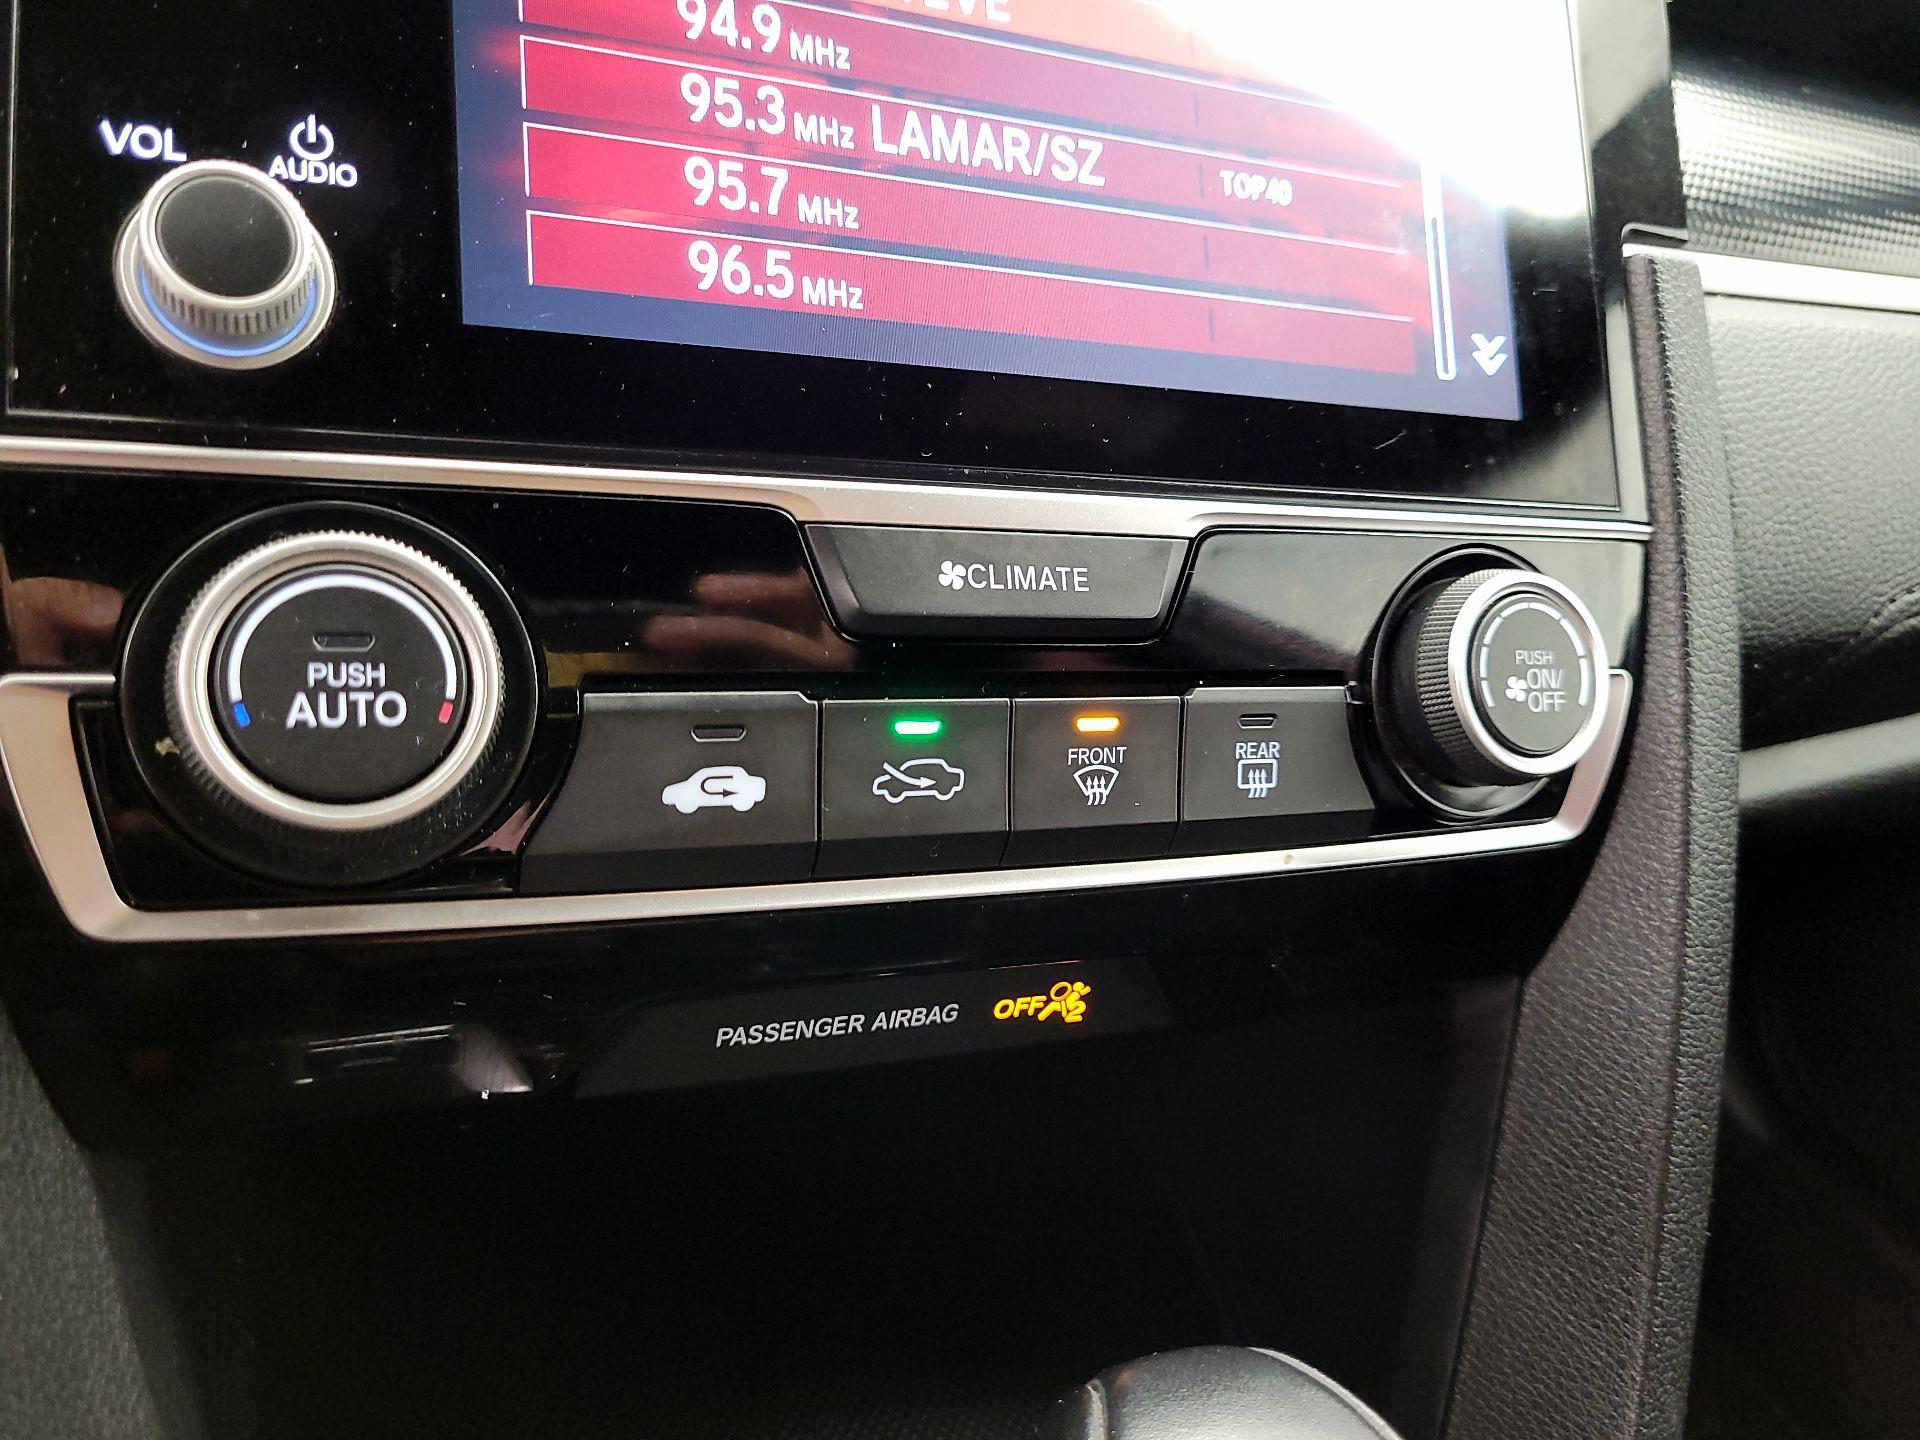 94.9 MHz
95.3 MHz LAMAR/SZ TOP40
95.7 MHz
96.5 MHz
VOL
AUDIO
CLIMATE
PUSH
AUTO
FRONT
REAR
PUSH
ON/
OFF
PASSENGER AIRBAG OFF